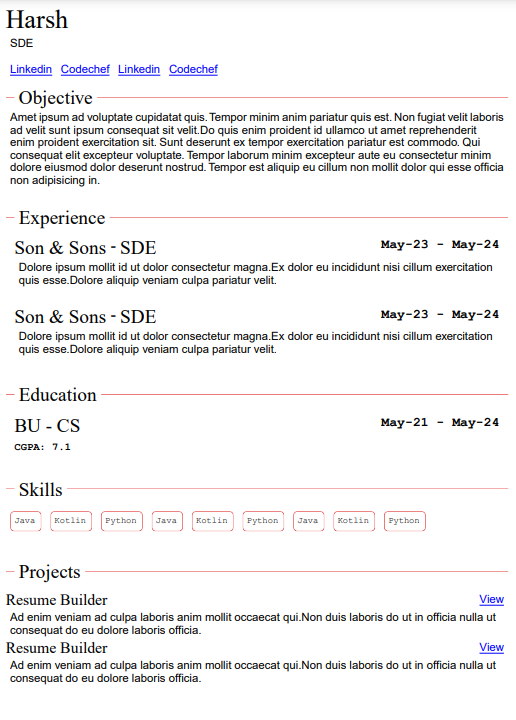 Harsh
SDE
Linkedin Codechef Linkedin Codechef
Objective
Amet ipsum ad voluptate cupidatat quis. Tempor minim anim pariatur quis est. Non fugiat velit laboris
ad velit sunt ipsum consequat sit velit.Do quis enim proident id ullamco ut amet reprehenderit
enim proident exercitation sit. Sunt deserunt ex tempor exercitation pariatur est commodo. Qui
consequat elit excepteur voluptate. Tempor laborum minim excepteur aute eu consectetur minim
dolore eiusmod dolor deserunt nostrud. Tempor est aliquip eu cillum non mollit dolor qui esse officia
non adipisicing in.
Experience
Son & Sons - SDE May-23 - May-24
Dolore ipsum mollit id ut dolor consectetur magna.Ex dolor eu incididunt nisi cillum exercitation
quis esse.Dolore aliquip veniam culpa pariatur velit.
Son & Sons - SDE May-23 - May-24
Dolore ipsum mollit id ut dolor consectetur magna.Ex dolor eu incididunt nisi cillum exercitation
quis esse.Dolore aliquip veniam culpa pariatur velit.
Education
BU - CS May-21 - May-24
CGPA: 7.1
Skills
Java Kotlin Python Java Kotlin Python Java Kotlin Python
Projects
Resume Builder View
Ad enim veniam ad culpa laboris anim mollit occaecat qui.Non duis laboris do ut in officia nulla ut
consequat do eu dolore laboris officia.
Resume Builder View
Ad enim veniam ad culpa laboris anim mollit occaecat qui.Non duis laboris do ut in officia nulla ut
consequat do eu dolore laboris officia.